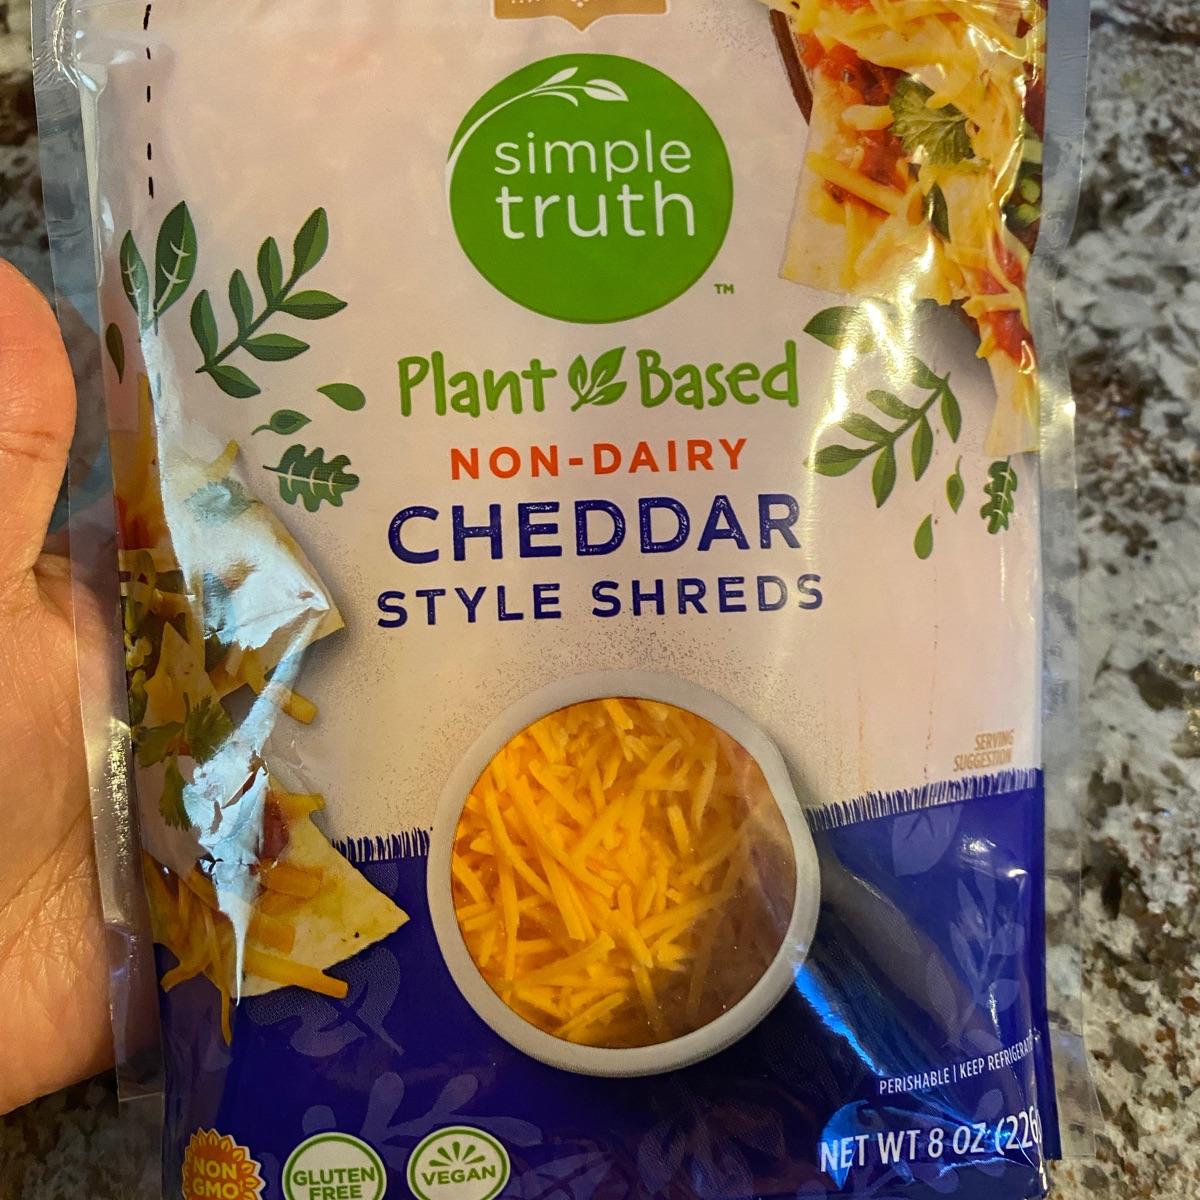 simple
truth
™
Plant Based
NON-DAIRY
CHEDDAR
STYLE SHREDS
SERVING
SUGGESTION
PERISHABLE | KEEP
NET WT 8 OZ (226
NON
GMO
GLUTEN
FREE
VEGAN